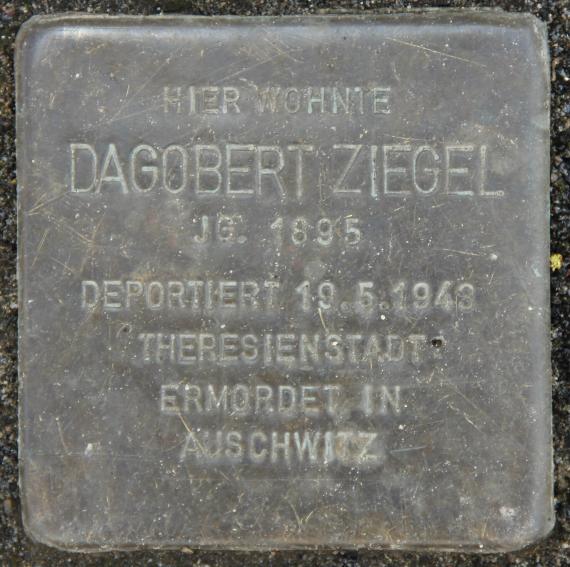 HIER WOHNTE
DAGOBERT ZIEGEL
JG. 1895
DEPORTIERT 19.5.1943
THERESIENSTADT
ERMORDET IN
AUSCHWITZ